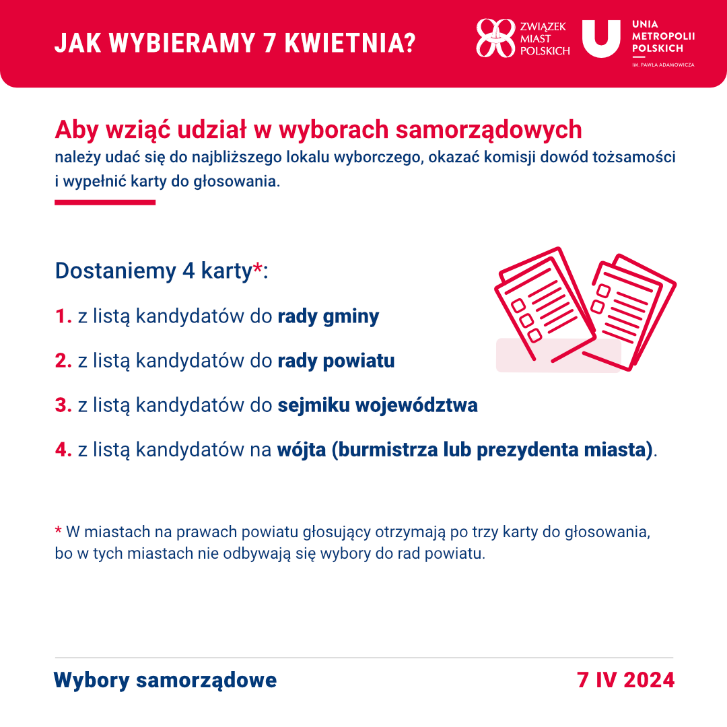 JAK WYBIERAMY 7 KWIETNIA?
ZWIĄZEK
MIAST
POLSKICH
UNIA
METROPOLII
POLSKICH
IM. PAWŁA ADAMOWICZA
Aby wziąć udział w wyborach samorządowych
należy udać się do najbliższego lokalu wyborczego, okazać komisji dowód tożsamości
i wypełnić karty do głosowania.
Dostaniemy 4 karty*:
1. z listą kandydatów do rady gminy
2. z listą kandydatów do rady powiatu
3. z listą kandydatów do sejmiku województwa
4. z listą kandydatów na wójta (burmistrza lub prezydenta miasta).
* W miastach na prawach powiatu głosujący otrzymają po trzy karty do głosowania,
bo w tych miastach nie odbywają się wybory do rad powiatu.
Wybory samorządowe
7 IV 2024